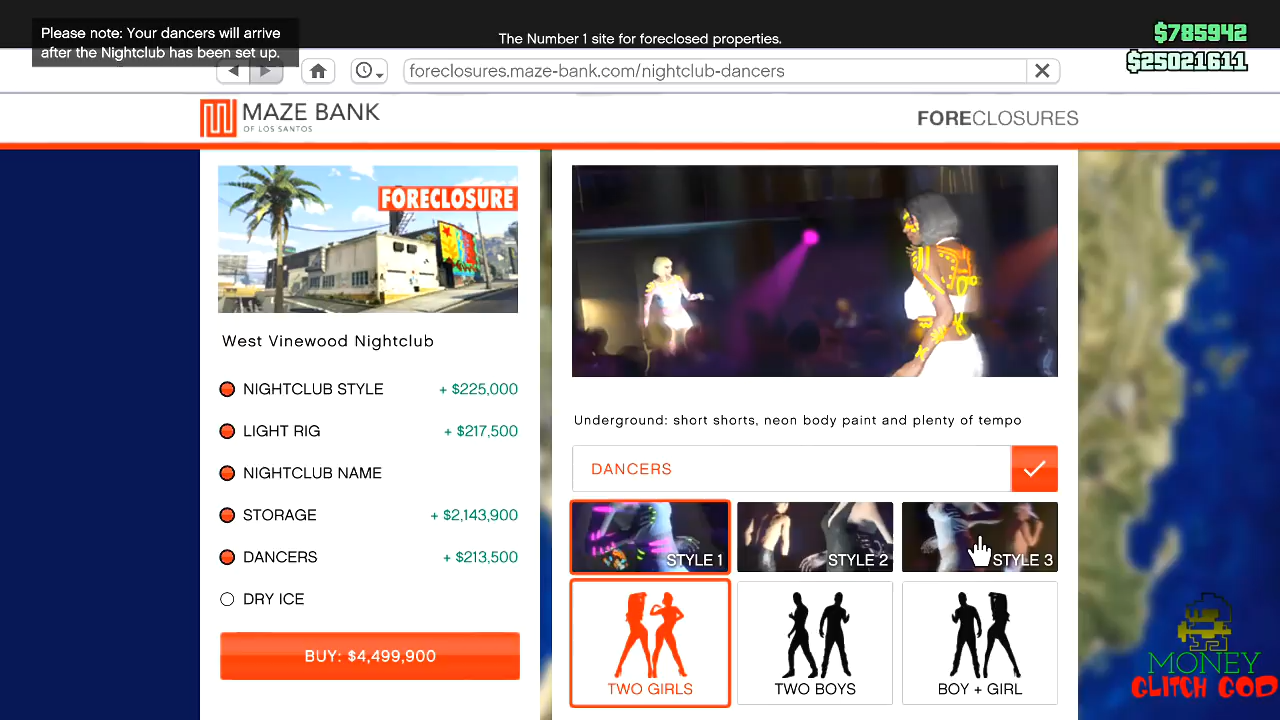 Please note: Your dancers will arrive
after the Nightclub has been set up.
The Number 1 site for foreclosed properties.
$785942
$25021611
foreclosures.maze-bank.com/nightclub-dancers
MAZE BANK
OF LOS SANTOS
FORECLOSURES
FORECLOSURE
West Vinewood Nightclub
NIGHTCLUB STYLE + $225,000
LIGHT RIG + $217,500
NIGHTCLUB NAME
STORAGE + $2,143,900
DANCERS + $213,500
DRY ICE
BUY: $4,499,900
Underground: short shorts, neon body paint and plenty of tempo
DANCERS
STYLE 1
STYLE 2
STYLE 3
TWO GIRLS
TWO BOYS
BOY + GIRL
MONEY
GLITCH GOD